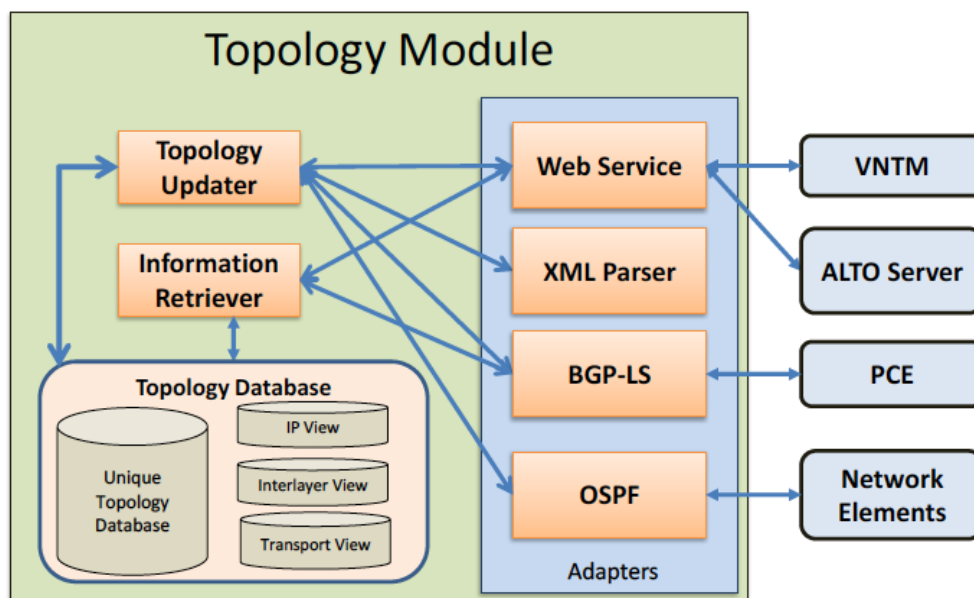 Topology Module
Topology
Updater
Information
Retriever
Topology Database
Unique
Topology
Database
IP View
Interlayer View
Transport View
Web Service
XML Parser
BGP-LS
OSPF
Adapters
VNTM
ALTO Server
PCE
Network
Elements